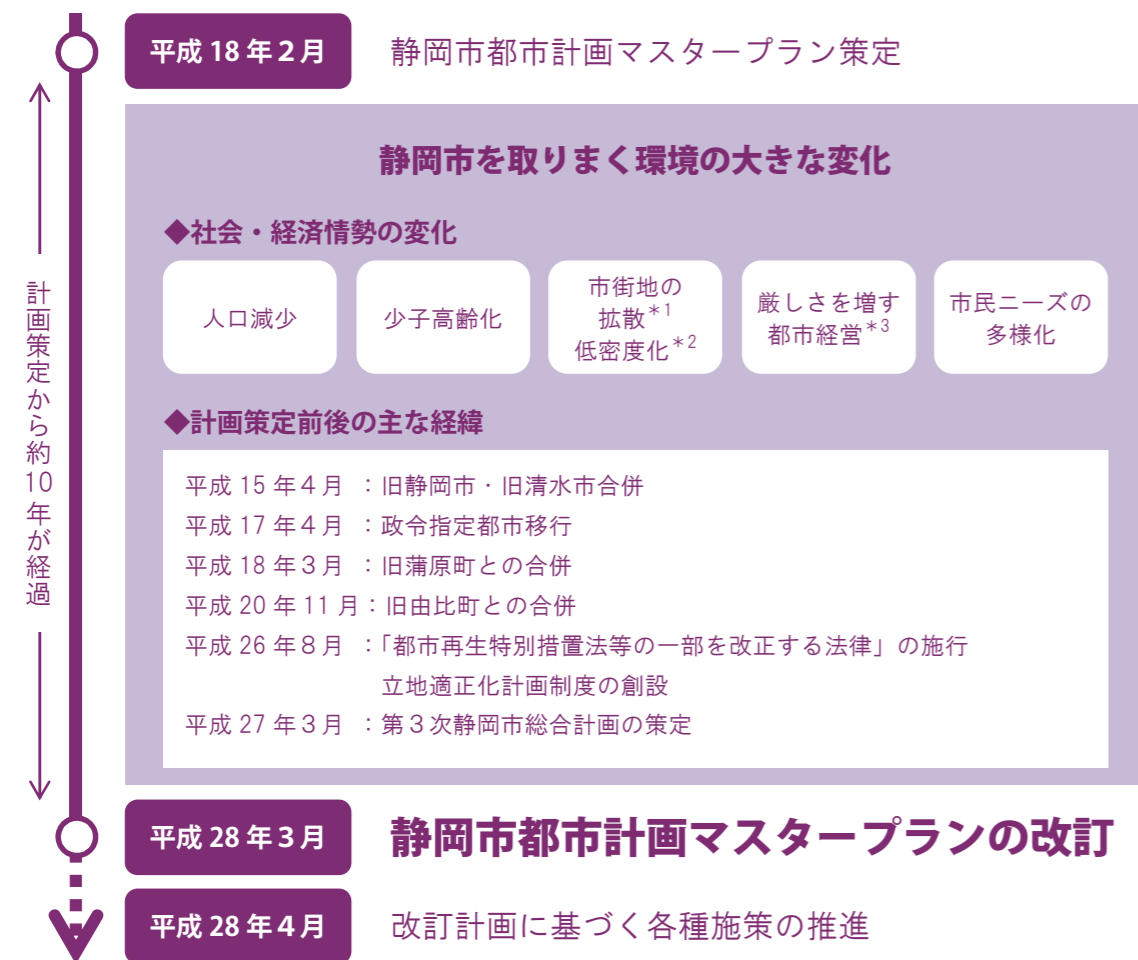 平成 18 年 2 月
静岡市都市計画マスタープラン策定
計画策定から約10年が経過
静岡市を取りまく環境の大きな変化
◆社会・経済情勢の変化
人口減少
少子高齢化
市街地の
拡散*1
低密度化*2
厳しさを増す
都市経営*3
市民ニーズの
多様化
◆計画策定前後の主な経緯
平成 15 年４月 ：旧静岡市・旧清水市合併
平成 17 年４月 ：政令指定都市移行
平成 18 年３月 ：旧蒲原町との合併
平成 20 年 11 月：旧由比町との合併
平成 26 年８月 ：「都市再生特別措置法等の一部を改正する法律」の施行
立地適正化計画制度の創設
平成 27 年３月 ：第３次静岡市総合計画の策定
平成 28 年３月
静岡市都市計画マスタープランの改訂
平成 28 年４月
改訂計画に基づく各種施策の推進